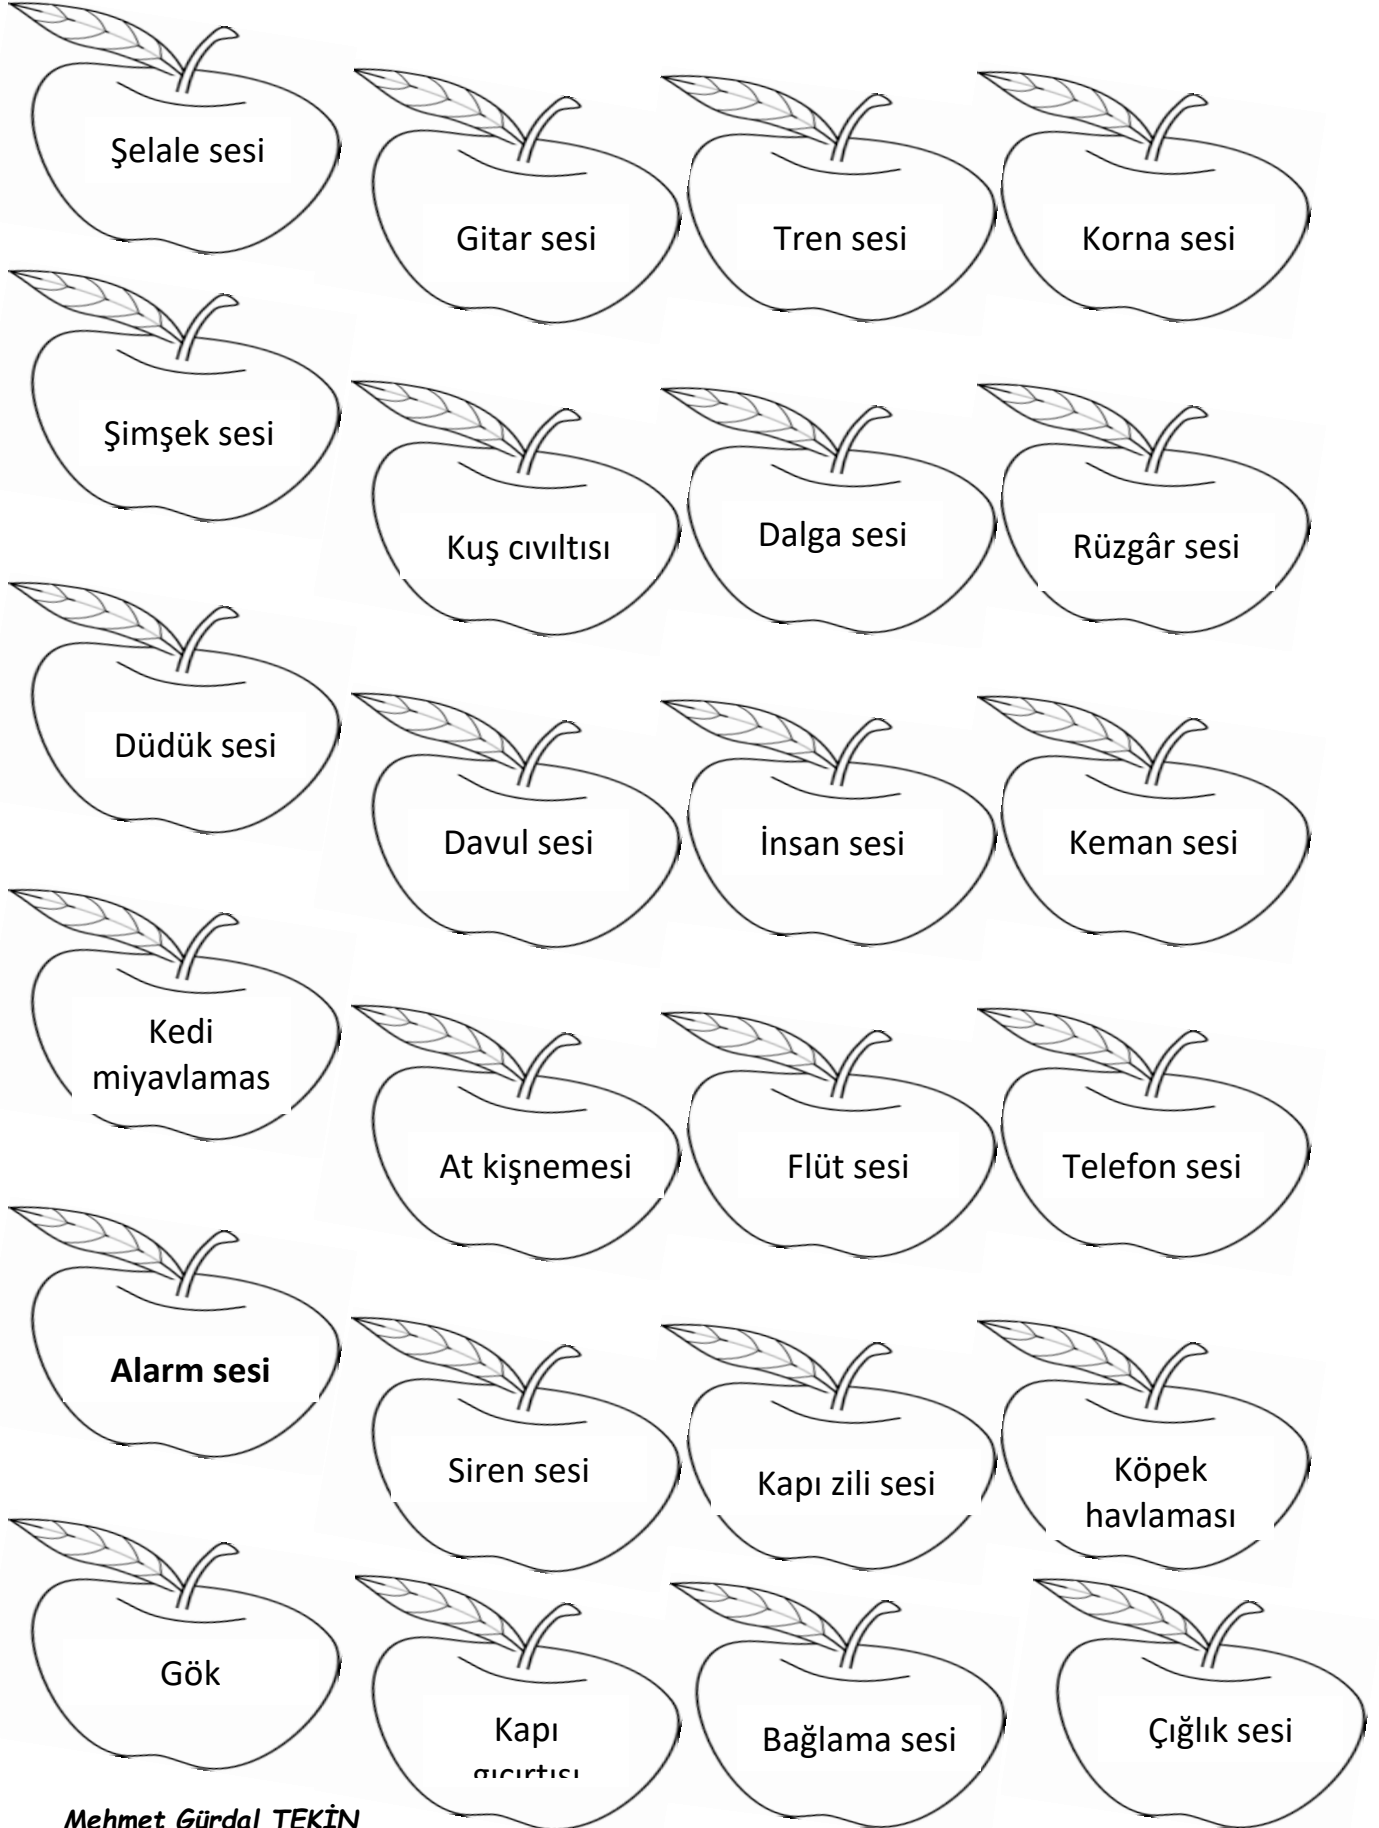 Şelale sesi
Gitar sesi
Tren sesi
Korna sesi
Şimşek sesi
Kuş cıvıltısı
Dalga sesi
Rüzgâr sesi
Düdük sesi
Davul sesi
İnsan sesi
Keman sesi
Kedi
miyavlamas
At kişnemesi
Flüt sesi
Telefon sesi
Alarm sesi
Siren sesi
Kapı zili sesi
Köpek
havlaması
Gök
Kapı
gıcırtısı
Bağlama sesi
Çığlık sesi
Mehmet Gürdal TEKİN